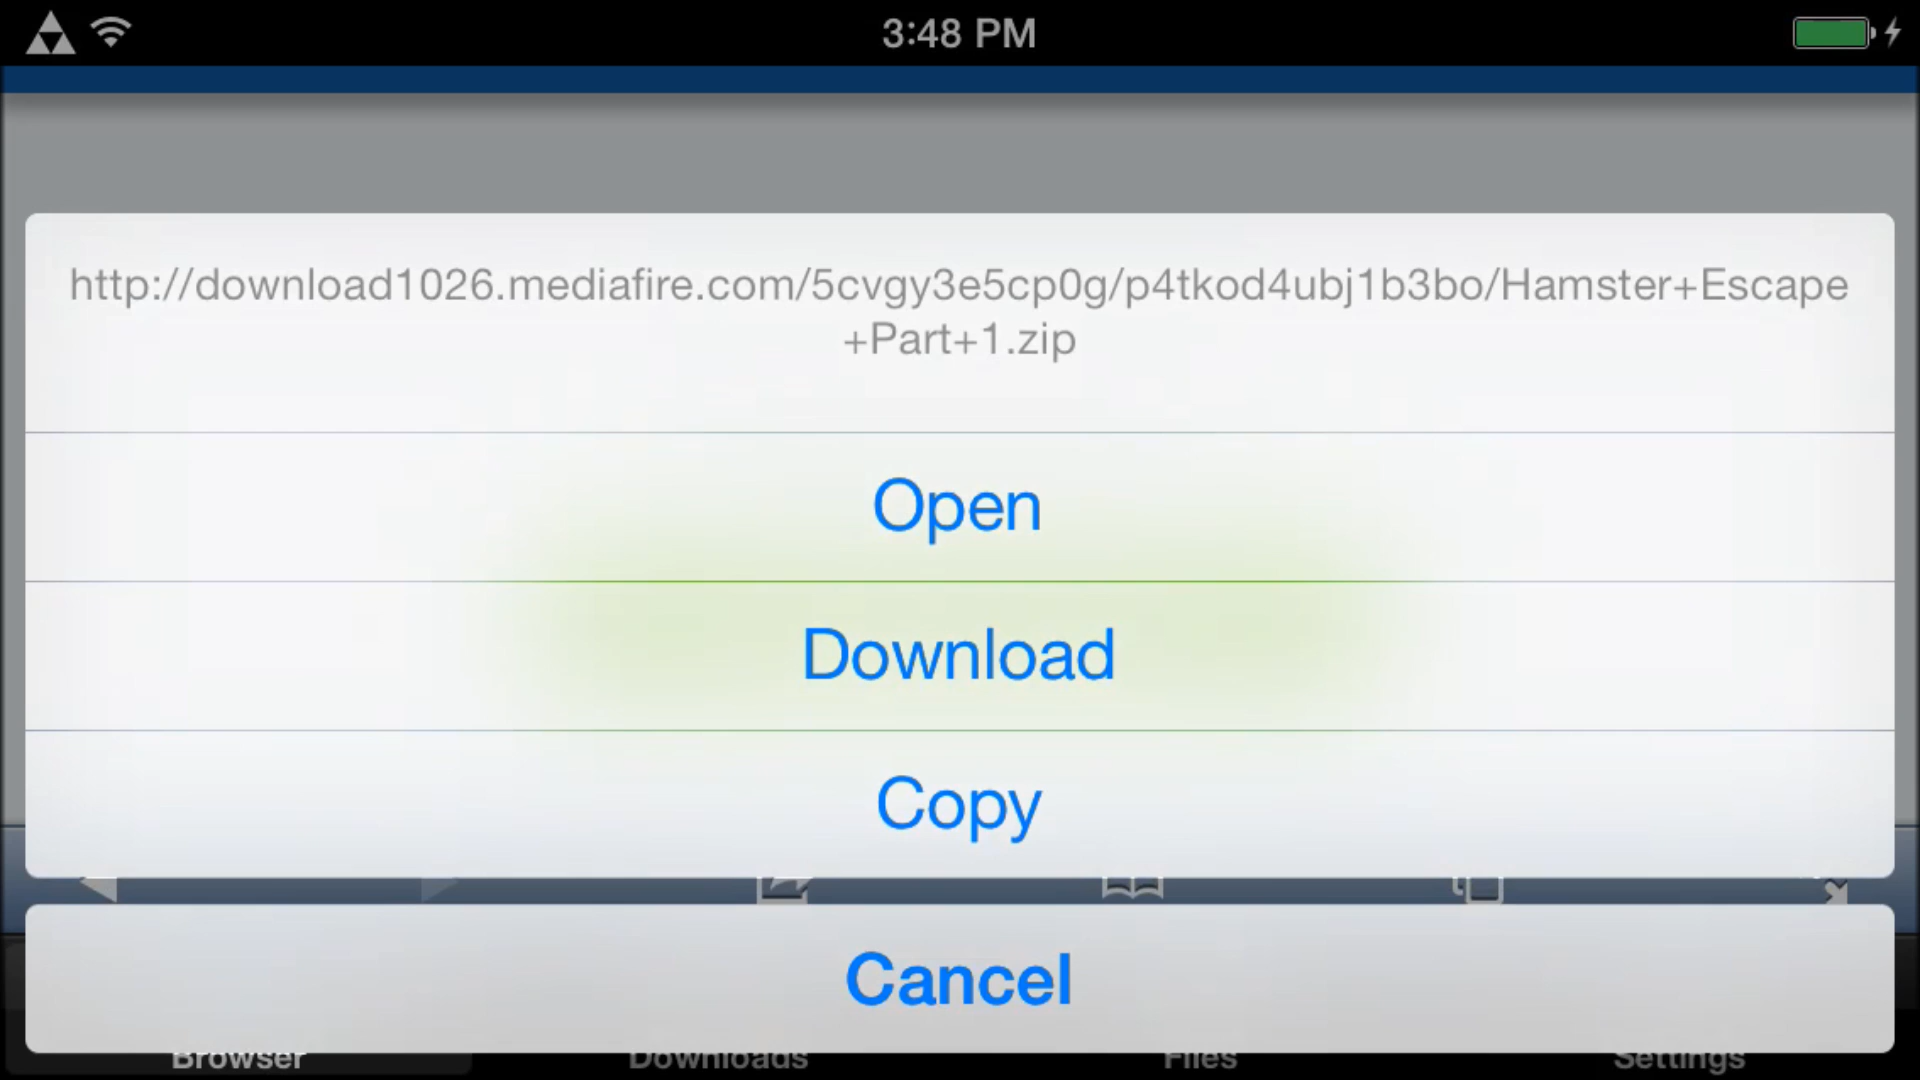 3:48 PM
http://download1026.mediafire.com/5cvgy3e5cp0g/p4tkod4ubj1b3bo/Hamster+Escape
+Part+1.zip
Open
Download
Copy
Cancel
Browser Downloads Files Settings